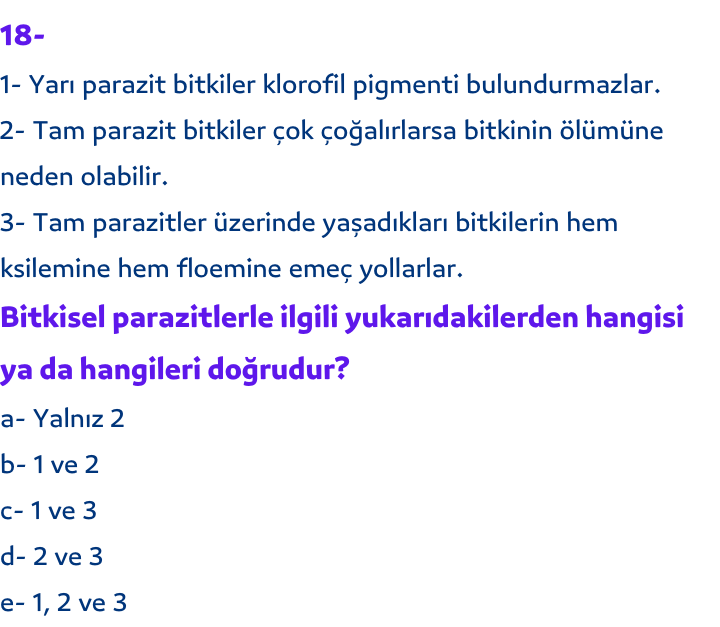 18-
1- Yarı parazit bitkiler klorofil pigmenti bulundurmazlar.
2- Tam parazit bitkiler çok çoğalırlarsa bitkinin ölümüne
neden olabilir.
3- Tam parazitler üzerinde yaşadıkları bitkilerin hem
ksilemine hem floemine emeç yollarlar.
Bitkisel parazitlerle ilgili yukarıdakilerden hangisi
ya da hangileri doğrudur?
a- Yalnız 2
b- 1 ve 2
c- 1 ve 3
d- 2 ve 3
e- 1, 2 ve 3